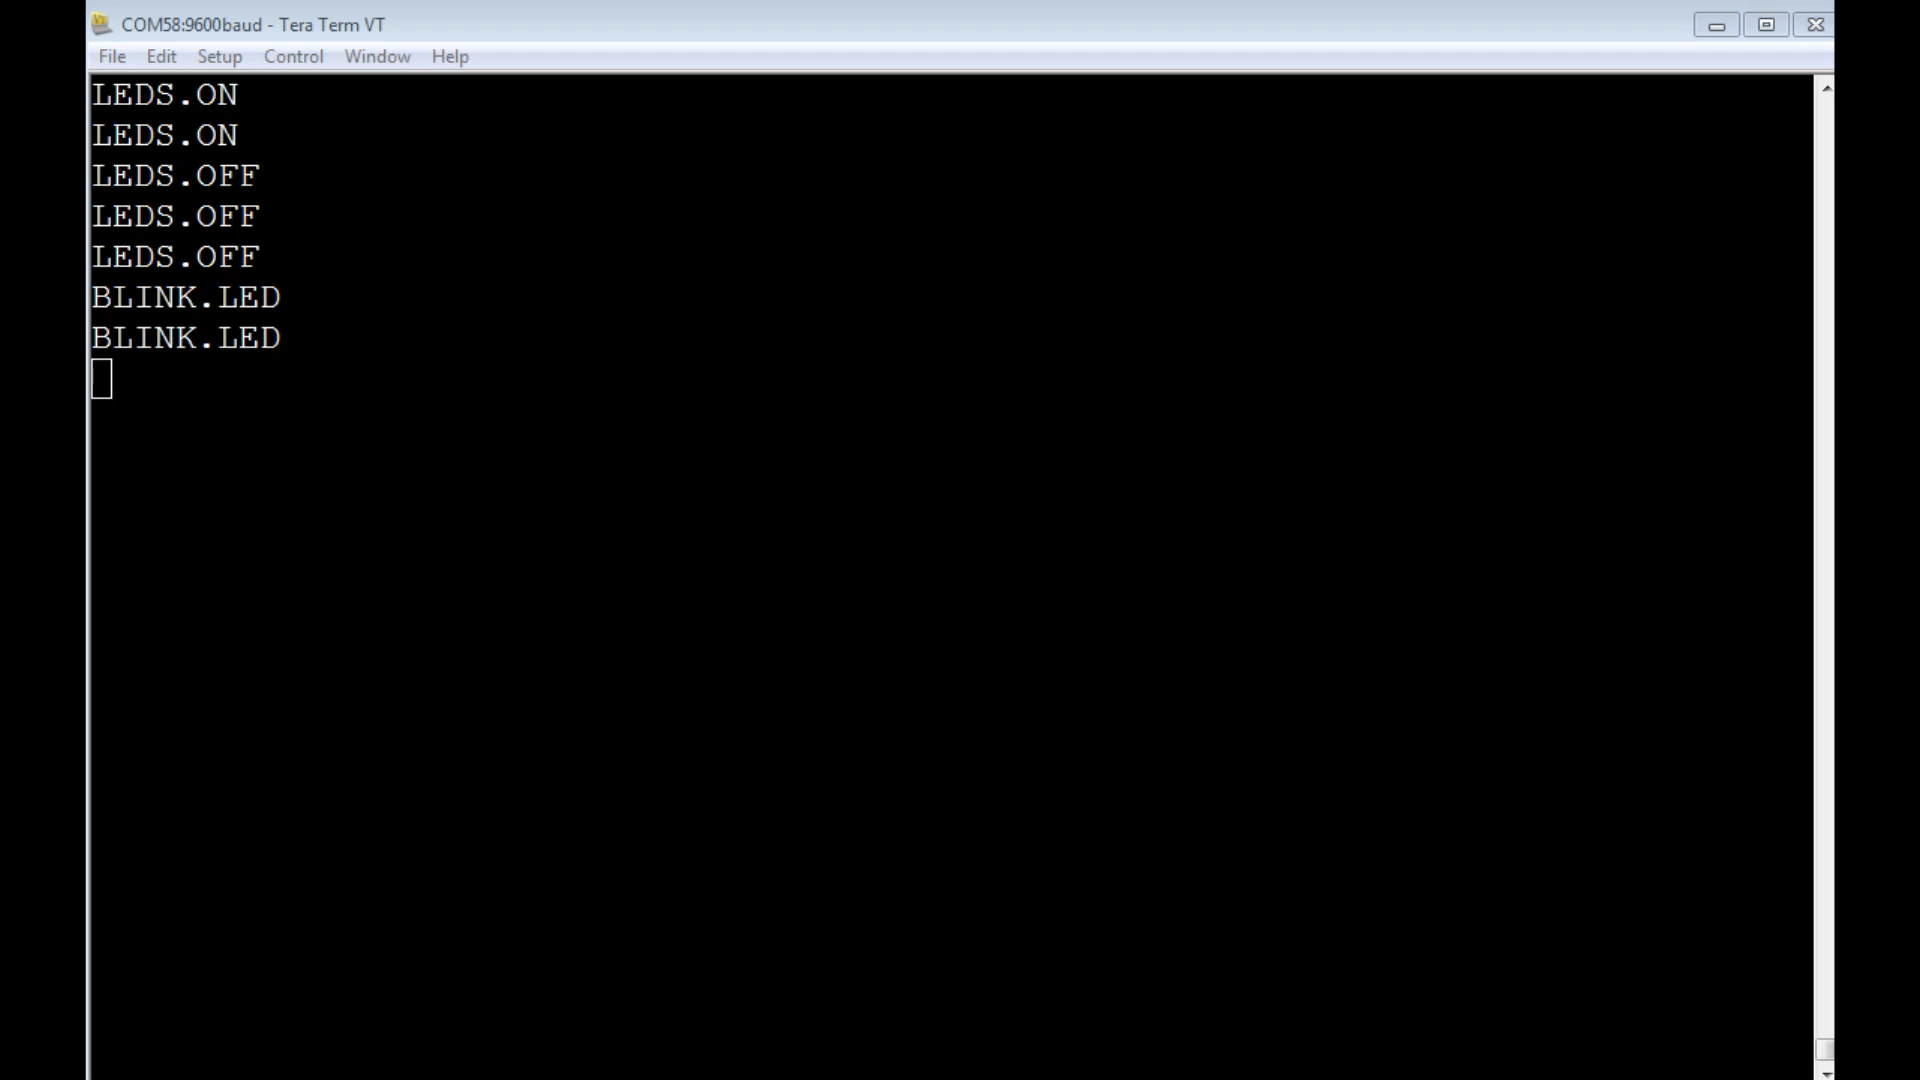 COM58:9600baud - Tera Term VT
File Edit Setup Control Window Help
LEDS.ON
LEDS.ON
LEDS.OFF
LEDS.OFF
LEDS.OFF
BLINK.LED
BLINK.LED